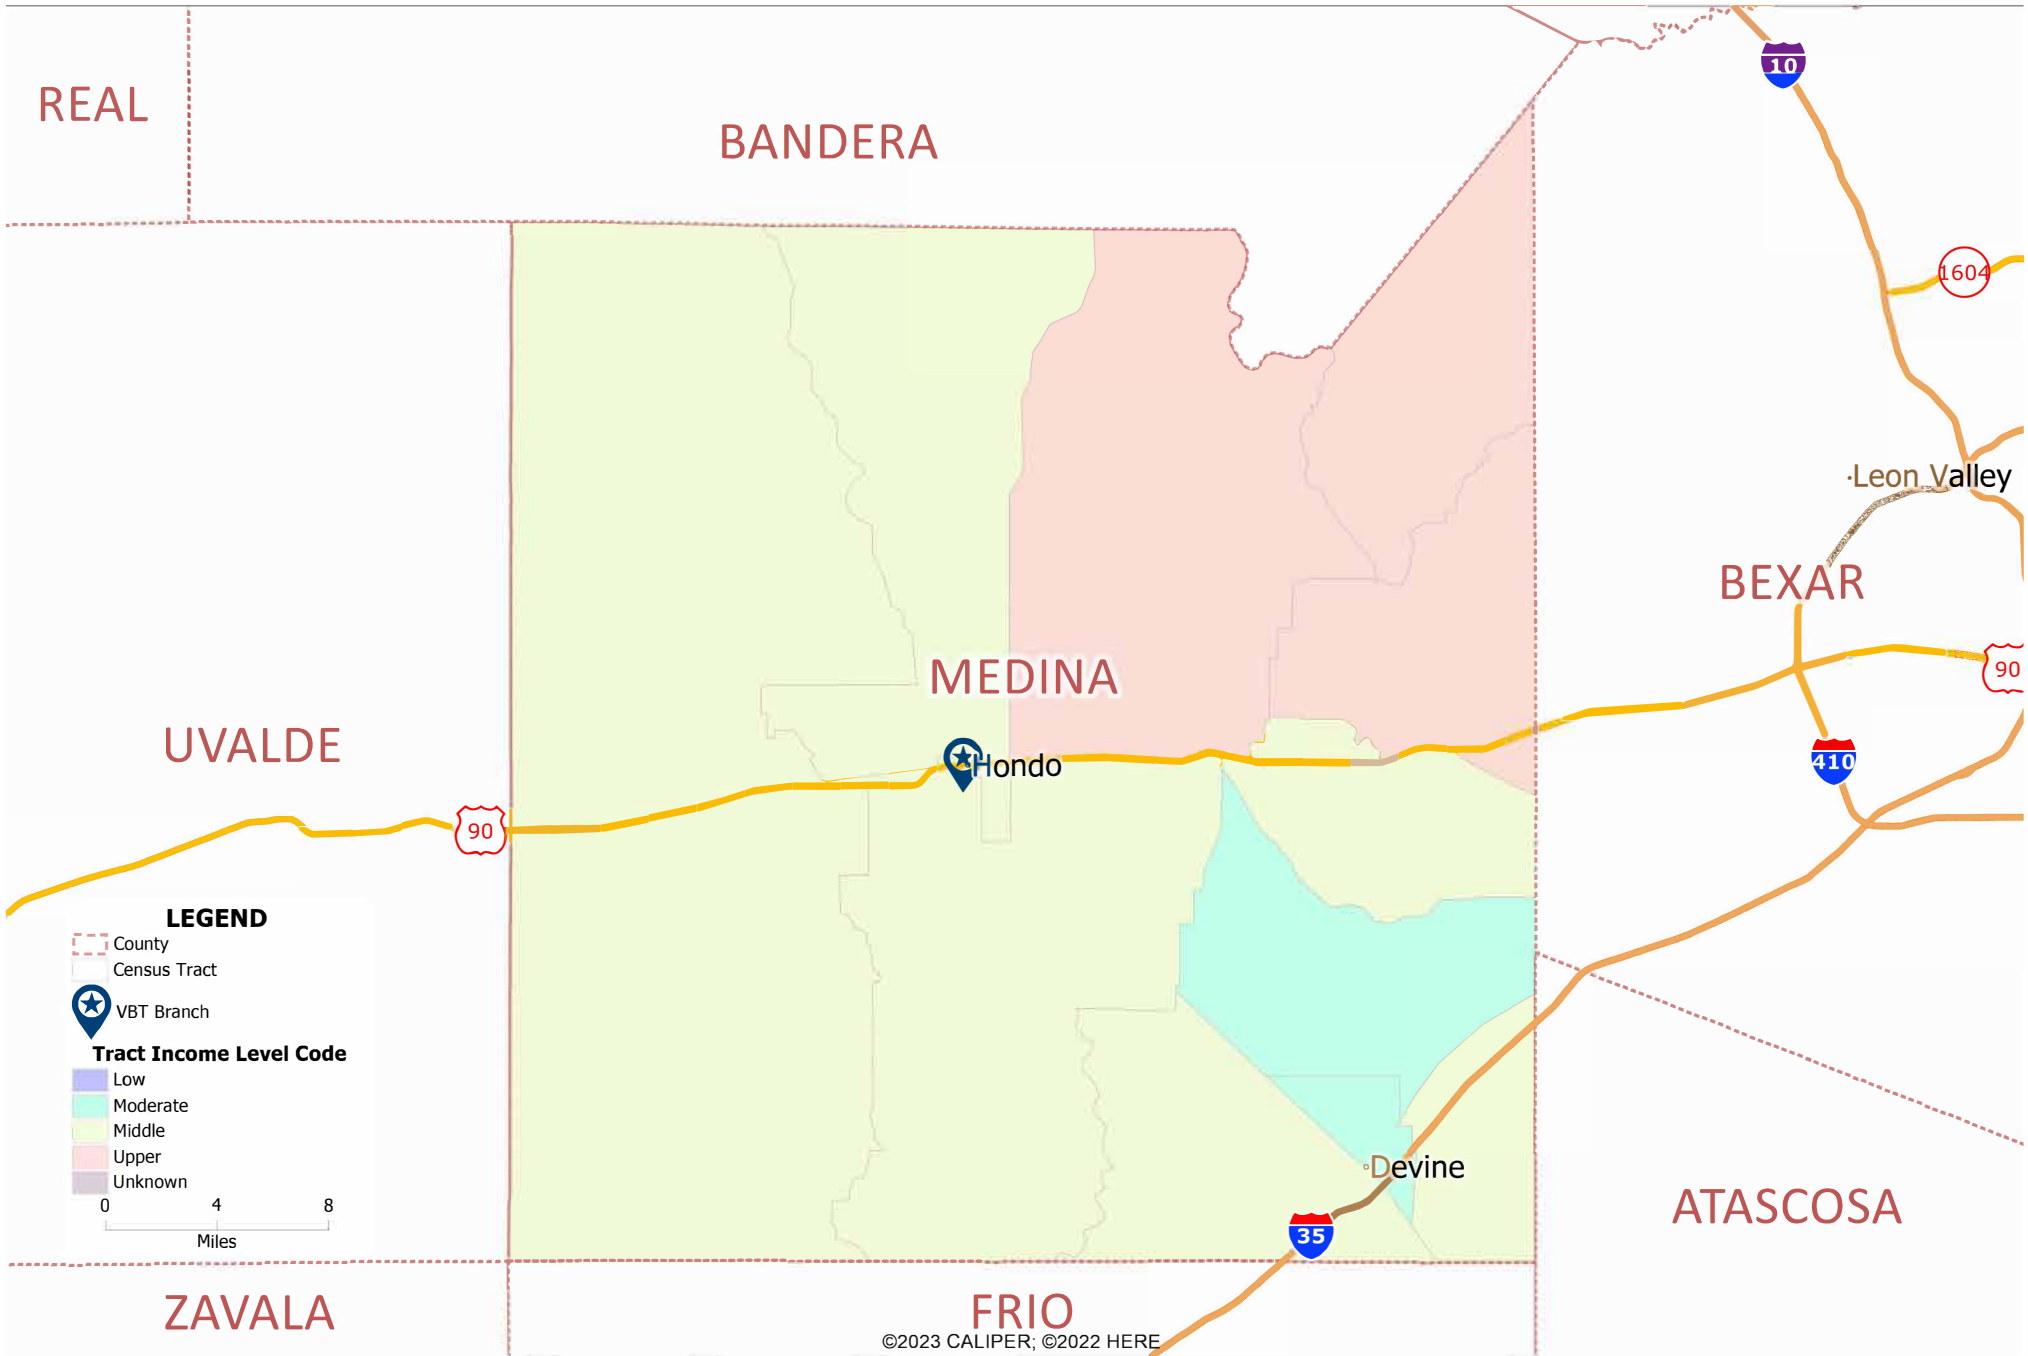 10
REAL
BANDERA
1604
Leon Valley
BEXAR
MEDINA
90
UVALDE
Hondo
410
90
LEGEND
County
Census Tract
VBT Branch
Tract Income Level Code
Low
Moderate
Middle
Upper
Unknown
0 4 8
Miles
Devine
ATASCOSA
35
ZAVALA
FRIO
©2023 CALIPER; ©2022 HERE